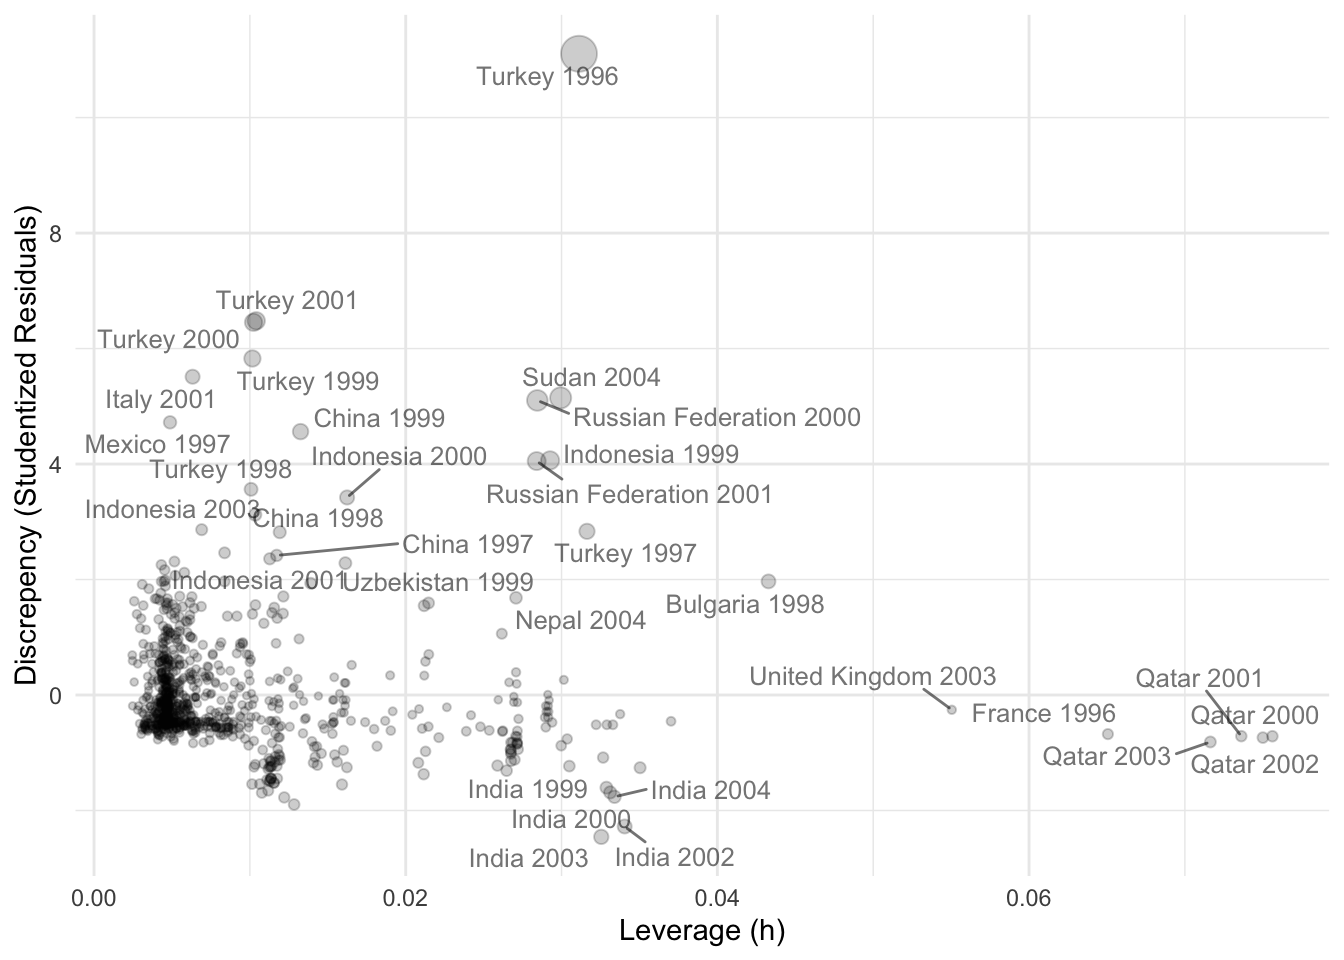 Turkey 1996
Discrepency (Studentized Residuals)
8
Turkey 2001
Turkey 2000
Turkey 1999
Sudan 2004
Italy 2001
China 1999
Russian Federation 2000
Mexico 1997
Indonesia 2000
Indonesia 1999
4
Turkey 1998
Russian Federation 2001
Indonesia 2003
China 1998
China 1997
Turkey 1997
Indonesia 2001
Uzbekistan 1999
Bulgaria 1998
Nepal 2004
United Kingdom 2003
Qatar 2001
0
France 1996
Qatar 2000
Qatar 2003
Qatar 2002
India 1999
India 2004
India 2000
India 2003
India 2002
0.00
0.02
0.04
0.06
Leverage (h)